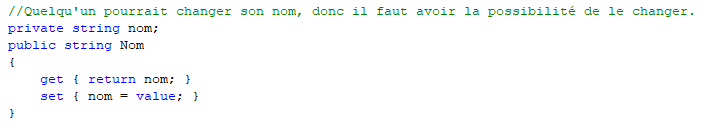 //Quelqu'un pourrait changer son nom, donc il faut avoir la possibilité de le changer.
private string nom;
public string Nom
{
    get { return nom; }
    set { nom = value; }
}